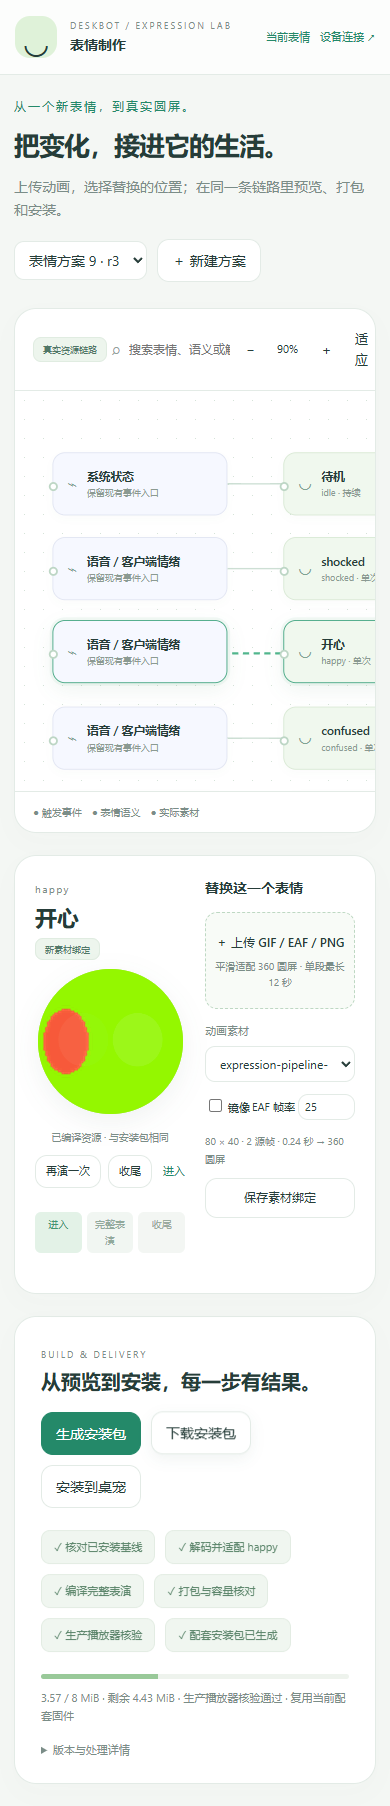 DESKBOT / EXPRESSION LAB
表情制作
当前表情 设备连接 ↗
从一个新表情，到真实圆屏。
把变化，接进它的生活。
上传动画，选择替换的位置；在同一条链路里预览、打包
和安装。
表情方案 9 · r3
＋ 新建方案
真实资源链路
搜索表情、语义或
− 90% +
适
应
系统状态
保留现有事件入口
待机
idle · 持续
语音 / 客户端情绪
保留现有事件入口
shocked
shocked · 单
语音 / 客户端情绪
保留现有事件入口
开心
happy · 单次
语音 / 客户端情绪
保留现有事件入口
confused
confused · 单
● 触发事件 ● 表情语义 ● 实际素材
happy
开心
新素材绑定
已编译资源 · 与安装包相同
再演一次 收尾 进入
进入
完整表
演
收尾
替换这一个表情
＋ 上传 GIF / EAF / PNG
平滑适配 360 圆屏 · 单段最长
12 秒
动画素材
expression-pipeline-
镜像 EAF 帧率 25
80 × 40 · 2 源帧 · 0.24 秒 → 360
圆屏
保存素材绑定
BUILD & DELIVERY
从预览到安装，每一步有结果。
生成安装包 下载安装包
安装到桌宠
✓ 核对已安装基线 ✓ 解码并适配 happy
✓ 编译完整表演 ✓ 打包与容量核对
✓ 生产播放器核验 ✓ 配套安装包已生成
3.57 / 8 MiB · 剩余 4.43 MiB · 生产播放器核验通过 · 复用当前配
套固件
▶ 版本与处理详情